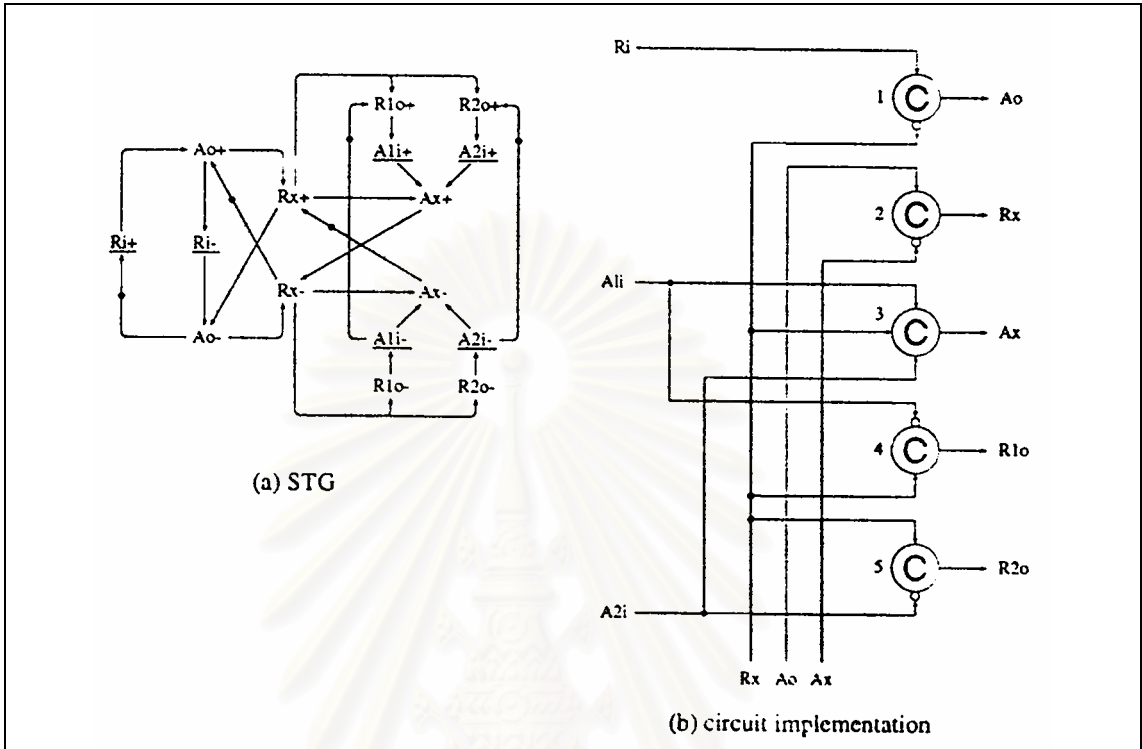 R1o+ R2o+
Ao+ A1i+ A2i+
Rx+ Ax+
Ri+ Ri-
Rx- Ax-
Ao- A1i- A2i-
R1o- R2o-
(a) STG
Ri
1 C Ao
2 C Rx
A1i
3 C Ax
4 C R1o
5 C R2o
A2i
Rx Ao Ax
(b) circuit implementation